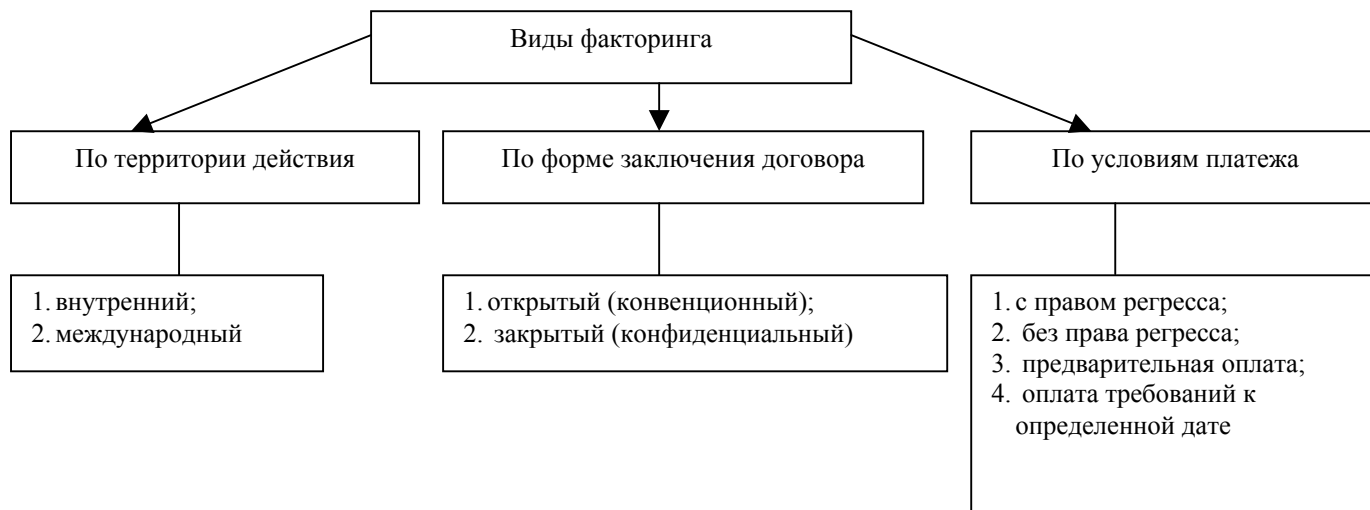 Виды факторинга
По территории действия
По форме заключения договора
По условиям платежа
1. внутренний;
2. международный
1. открытый (конвенционный);
2. закрытый (конфиденциальный)
1. с правом регресса;
2. без права регресса;
3. предварительная оплата;
4. оплата требований к
определенной дате